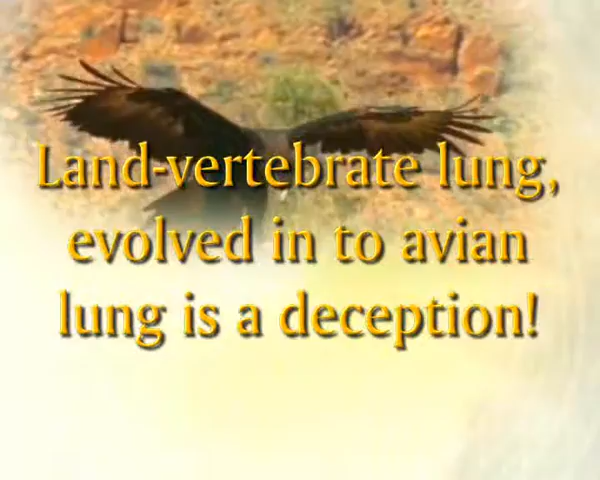 Land-vertebrate lung,
evolved in to avian
lung is a deception!